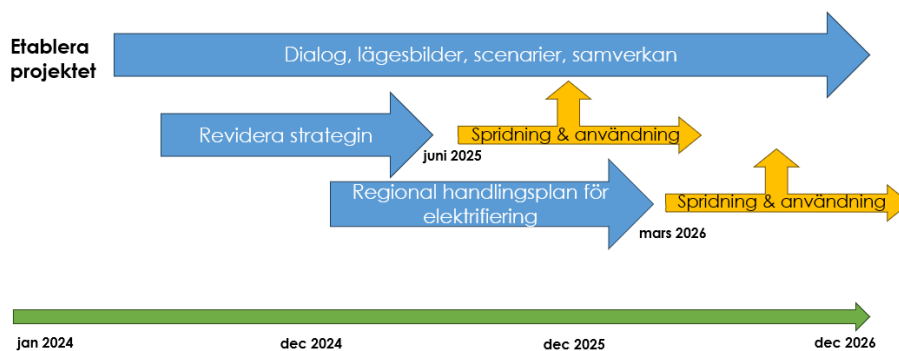 Etablera
projektet
Dialog, lägesbilder, scenarier, samverkan
Revidera strategin
juni 2025
Spridning & användning
Regional handlingsplan för
elektrifiering
mars 2026
Spridning & användning
jan 2024
dec 2024
dec 2025
dec 2026